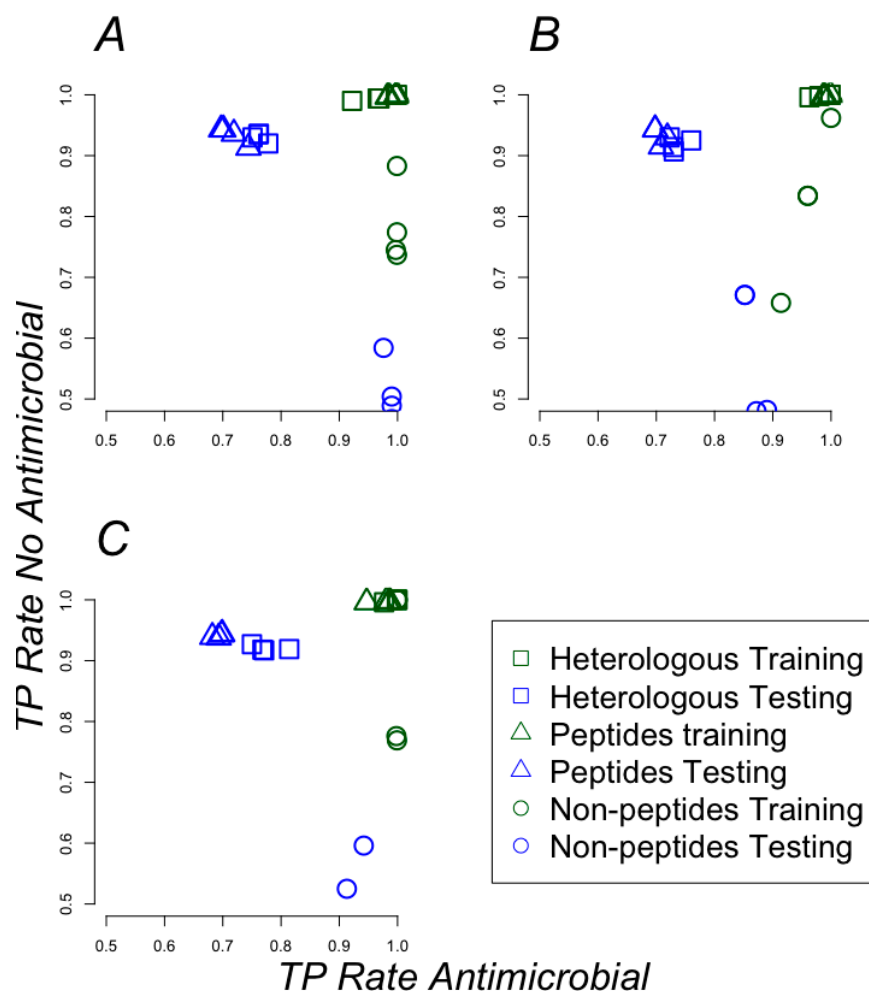 A
B
1.0
0.9
0.8
0.7
0.6
0.5
0.5 0.6 0.7 0.8 0.9 1.0
1.0
0.9
0.8
0.7
0.6
0.5
0.5 0.6 0.7 0.8 0.9 1.0
TP Rate No Antimicrobial
C
1.0
0.9
0.8
0.7
0.6
0.5
0.5 0.6 0.7 0.8 0.9 1.0
Heterologous Training
Heterologous Testing
Peptides training
Peptides Testing
Non-peptides Training
Non-peptides Testing
TP Rate Antimicrobial